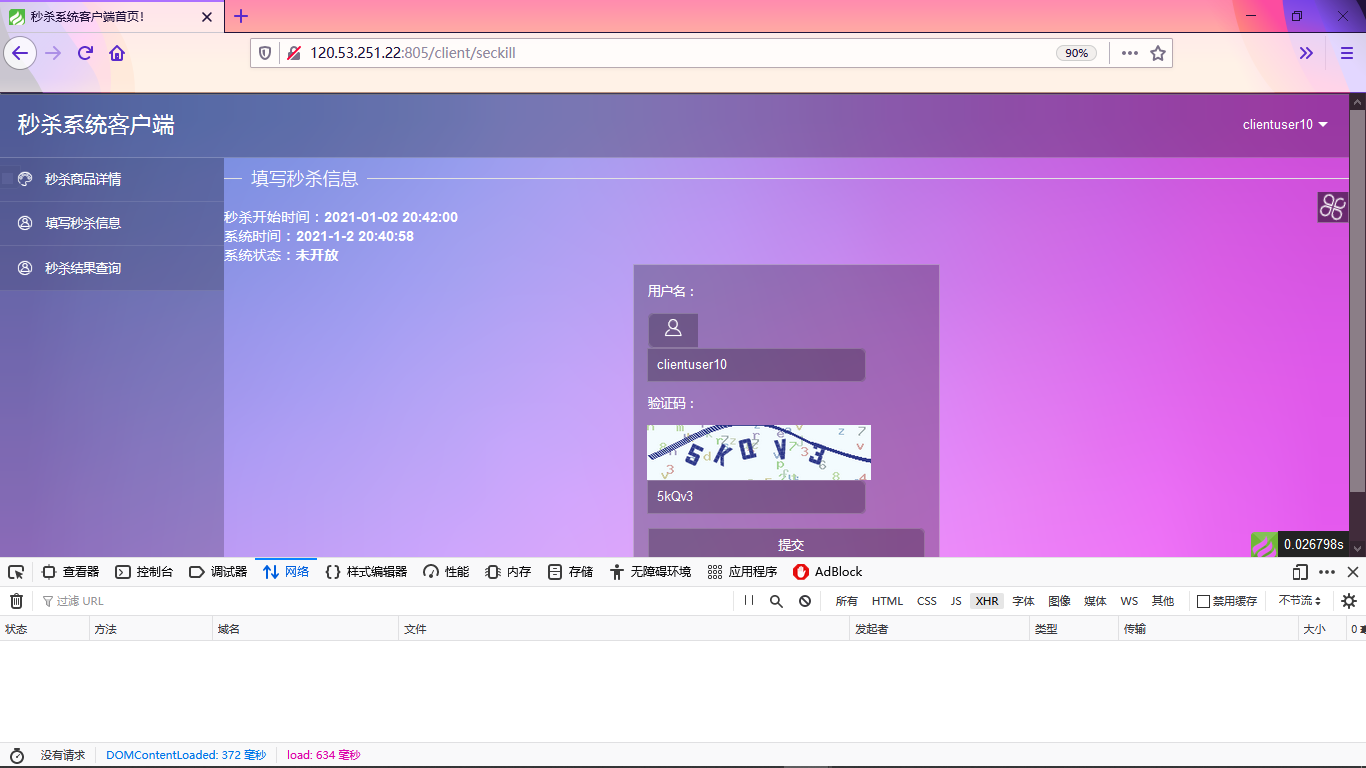 秒杀系统客户端首页!
120.53.251.22:805/client/seckill
90%
秒杀系统客户端
clientuser10
秒杀商品详情
填写秒杀信息
秒杀结果查询
填写秒杀信息
秒杀开始时间：2021-01-02 20:42:00
系统时间：2021-1-2 20:40:58
系统状态：未开放
用户名：
clientuser10
验证码：
5KQV3
5kQv3
提交
0.026798s
查看器 控制台 调试器 网络 {} 样式编辑器 性能 内存 存储 无障碍环境 应用程序 AdBlock
过滤 URL
所有 HTML CSS JS XHR 字体 图像 媒体 WS 其他 禁用缓存 不节流
状态 方法 域名 文件 发起者 类型 传输 大小 0
没有请求 DOMContentLoaded: 372 毫秒 load: 634 毫秒